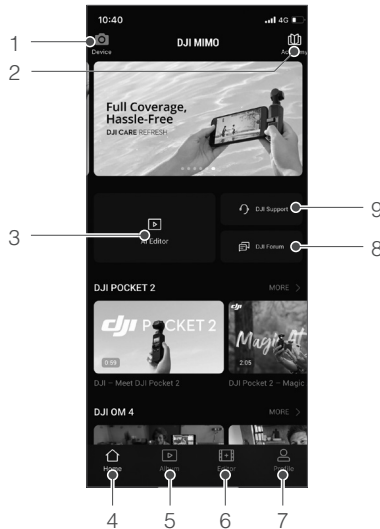 10:40
4G
1
Device
DJI MIMO
2
Full Coverage,
Hassle-Free
DJI CARE REFRESH
3
AI Editor
DJI Support
9
DJI Forum
8
DJI POCKET 2
MORE >
dji POCKET 2
Magic
0:59
2:05
DJI – Meet DJI Pocket 2
DJI Pocket 2 – Magic
DJI OM 4
MORE >
Home
Album
Editor
Profile
4
5
6
7